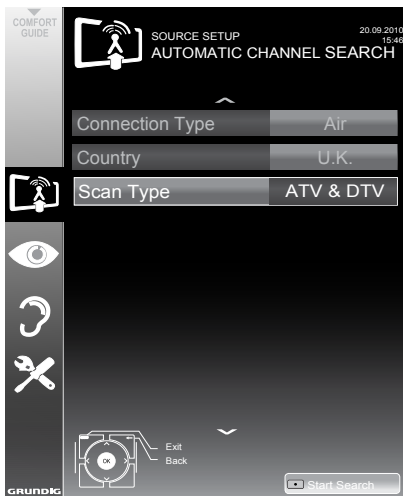 COMFORT
GUIDE
SOURCE SETUP
AUTOMATIC CHANNEL SEARCH
20.09.2010
15:46
Connection Type Air
Country U.K.
Scan Type ATV & DTV
Exit
OK
Back
Start Search
GRUNDIG